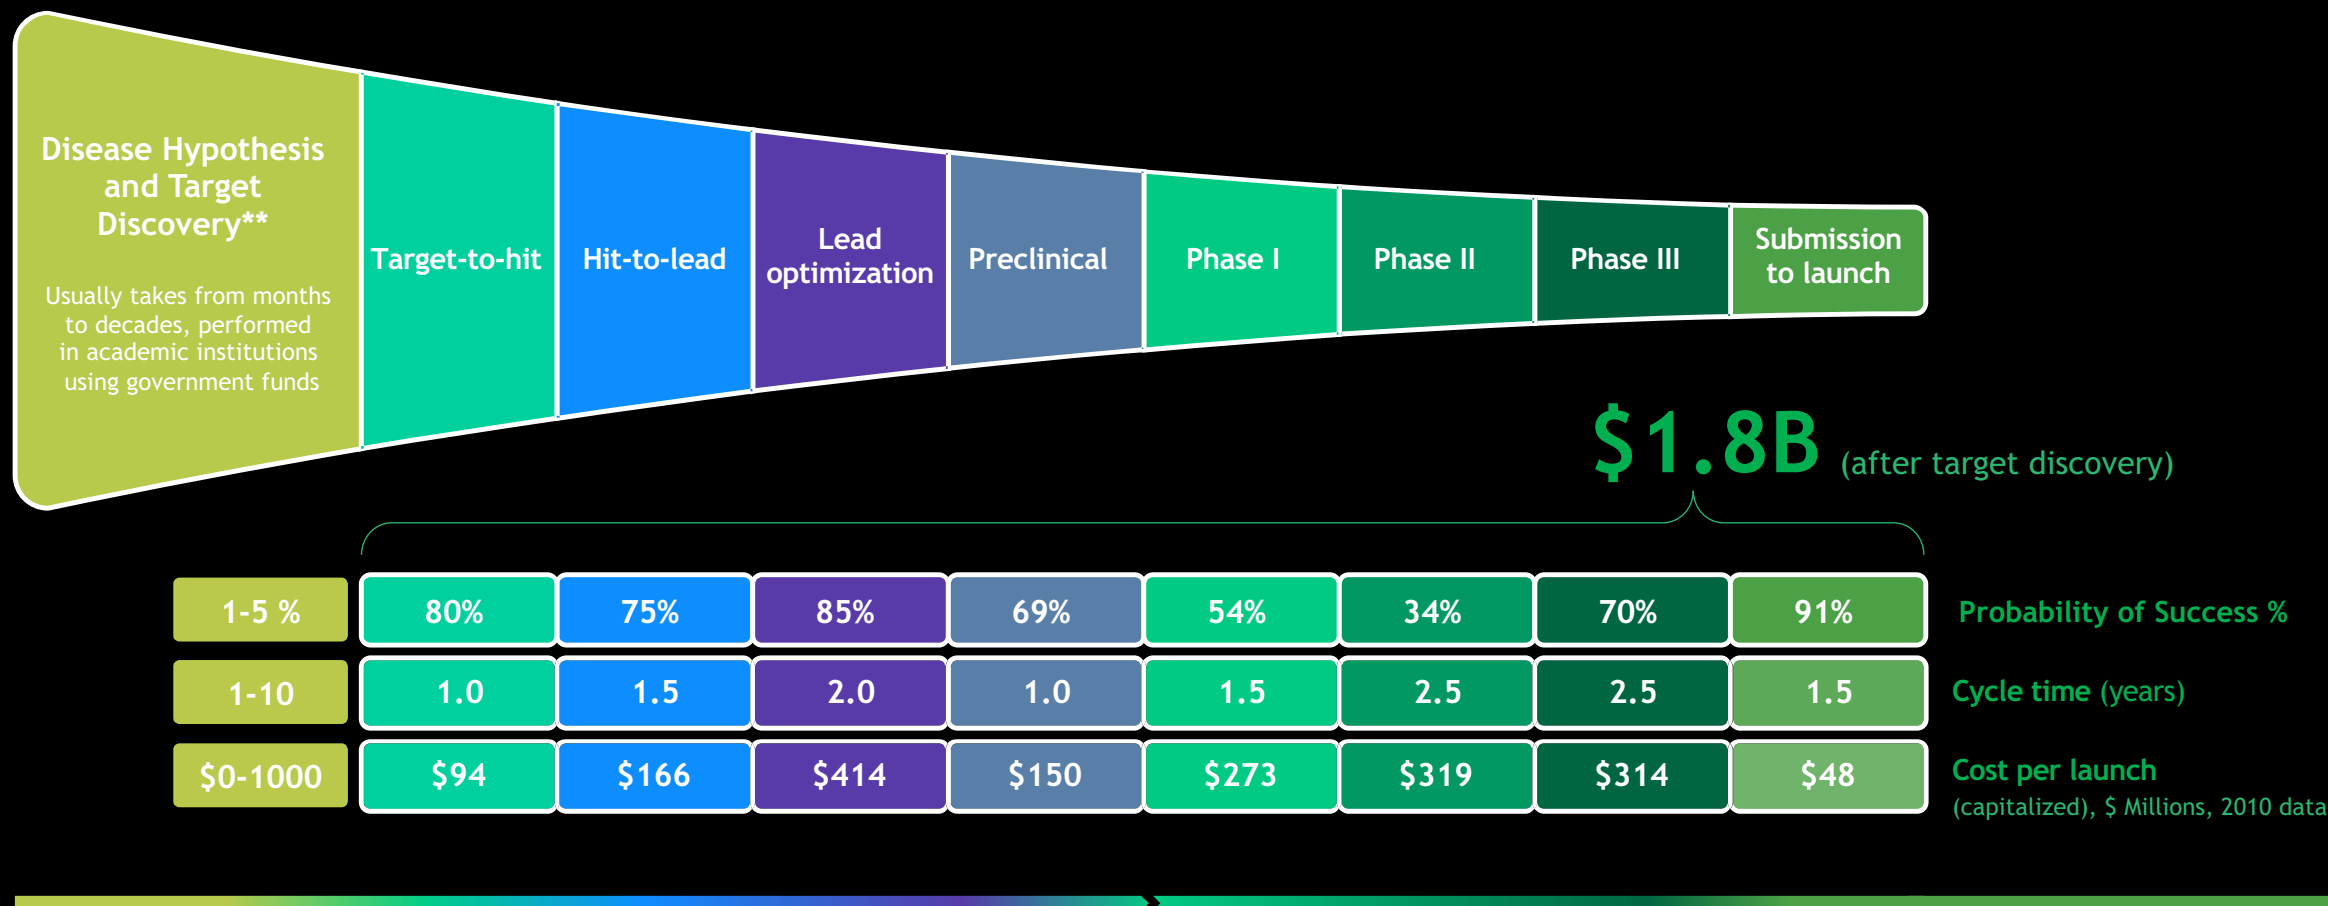 Disease Hypothesis
and Target
Discovery**
Usually takes from months
to decades, performed
in academic institutions
using government funds
Target-to-hit
Hit-to-lead
Lead
optimization
Preclinical
Phase I
Phase II
Phase III
Submission
to launch
$1.8B (after target discovery)
1-5 % 80% 75% 85% 69% 54% 34% 70% 91% Probability of Success %
1-10 1.0 1.5 2.0 1.0 1.5 2.5 2.5 1.5 Cycle time (years)
$0-1000 $94 $166 $414 $150 $273 $319 $314 $48 Cost per launch
(capitalized), $ Millions, 2010 data